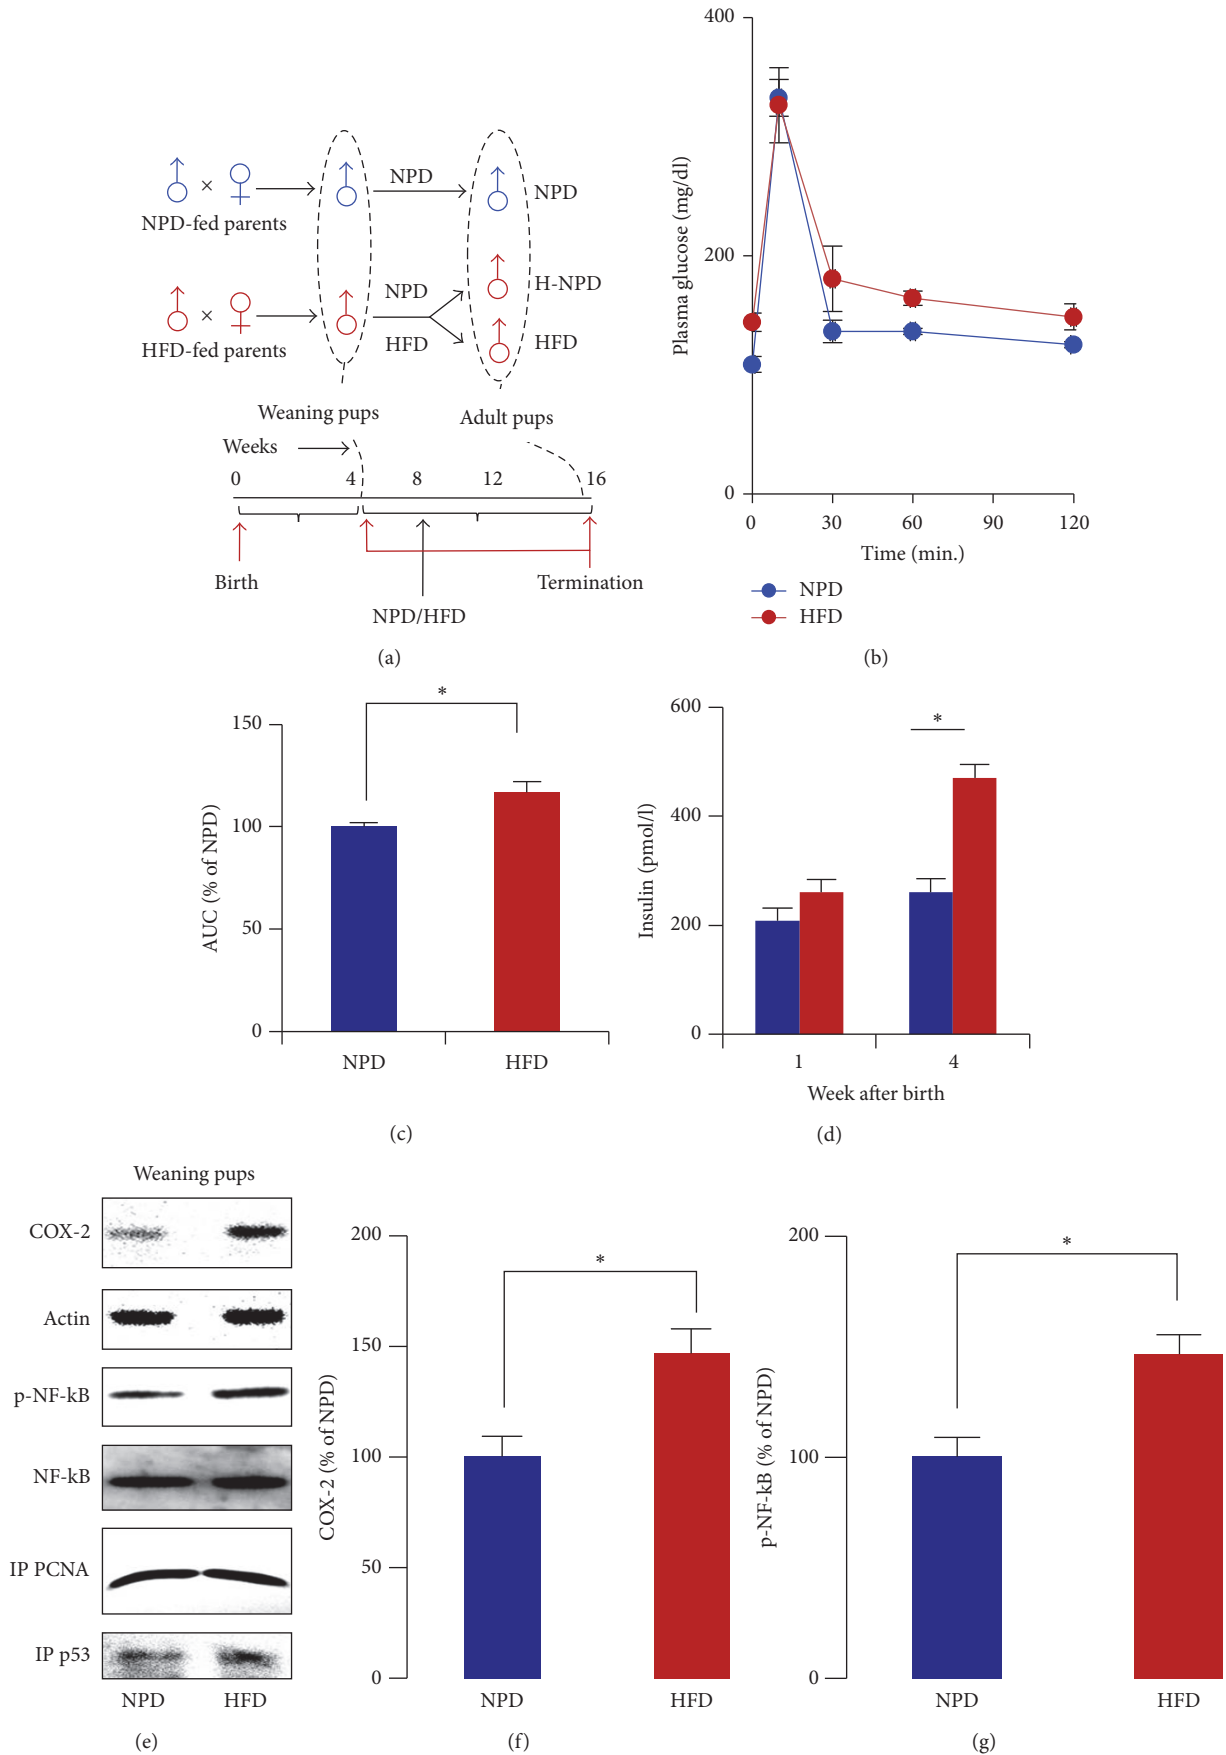 NPD
NPD
NPD-fed parents
H-NPD
NPD
HFD
HFD
HFD-fed parents
Weaning pups
Adult pups
Weeks
0 4 8 12 16
Birth
Termination
NPD/HFD
(a)
400
200
0
Plasma glucose (mg/dl)
0 30 60 90 120
Time (min.)
NPD
HFD
(b)
*
150
100
50
0
AUC (% of NPD)
NPD HFD
(c)
600
400
200
0
*
Insulin (pmol/l)
1 4
Week after birth
(d)
Weaning pups
COX-2
Actin
p-NF-kB
NF-kB
IP PCNA
IP p53
NPD HFD
(e)
200
150
100
50
0
*
COX-2 (% of NPD)
NPD HFD
(f)
200
100
0
*
p-NF-kB (% of NPD)
NPD HFD
(g)